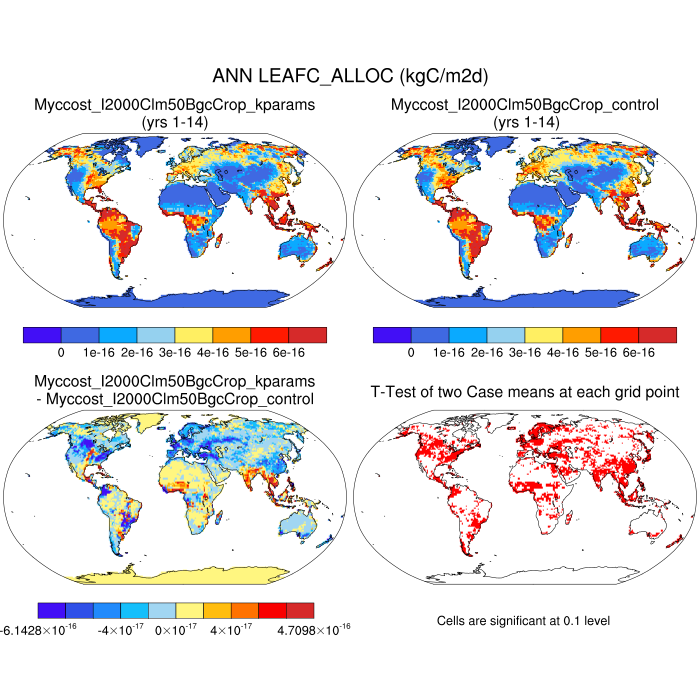 ANN LEAFC_ALLOC (kgC/m2d)
Myccost_I2000Clm50BgcCrop_kparams
(yrs 1-14)
Myccost_I2000Clm50BgcCrop_control
(yrs 1-14)
0 1e-16 2e-16 3e-16 4e-16 5e-16 6e-16
0 1e-16 2e-16 3e-16 4e-16 5e-16 6e-16
Myccost_I2000Clm50BgcCrop_kparams
- Myccost_I2000Clm50BgcCrop_control
T-Test of two Case means at each grid point
-6.1428×10⁻¹⁶ -4×10⁻¹⁷ 0×10⁻¹⁷ 4×10⁻¹⁷ 4.7098×10⁻¹⁶
Cells are significant at 0.1 level